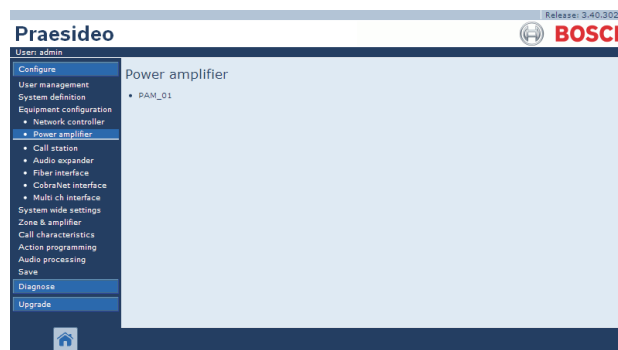 Release: 3.40.302
Praesideo
BOSCH
User: admin
Configure
User management
System definition
Equipment configuration
• Network controller
• Power amplifier
• Call station
• Audio expander
• Fiber interface
• CobraNet interface
• Multi ch interface
System wide settings
Zone & amplifier
Call characteristics
Action programming
Audio processing
Save
Diagnose
Upgrade
Power amplifier
• PAM_01